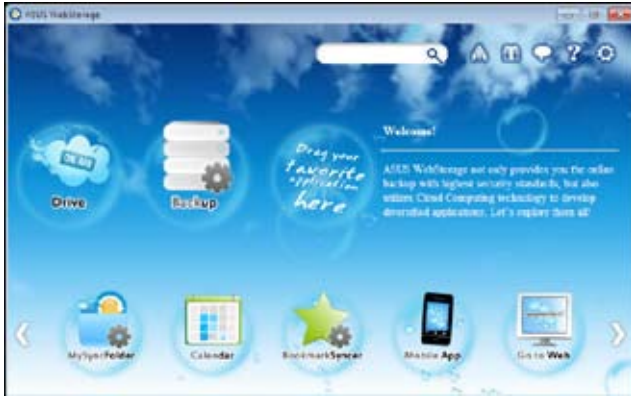 ASUS WebStorage
Welcome!
ON AIR
Drive
Backup
Drag your
favorite
application
here
ASUS WebStorage not only provides you the online
backup with highest security standards, but also
utilizes Cloud Computing technology to develop
diversified applications. Let's explore them all!
MySyncFolder
Calendar
BookmarkSyncer
Mobile App
Go to Web